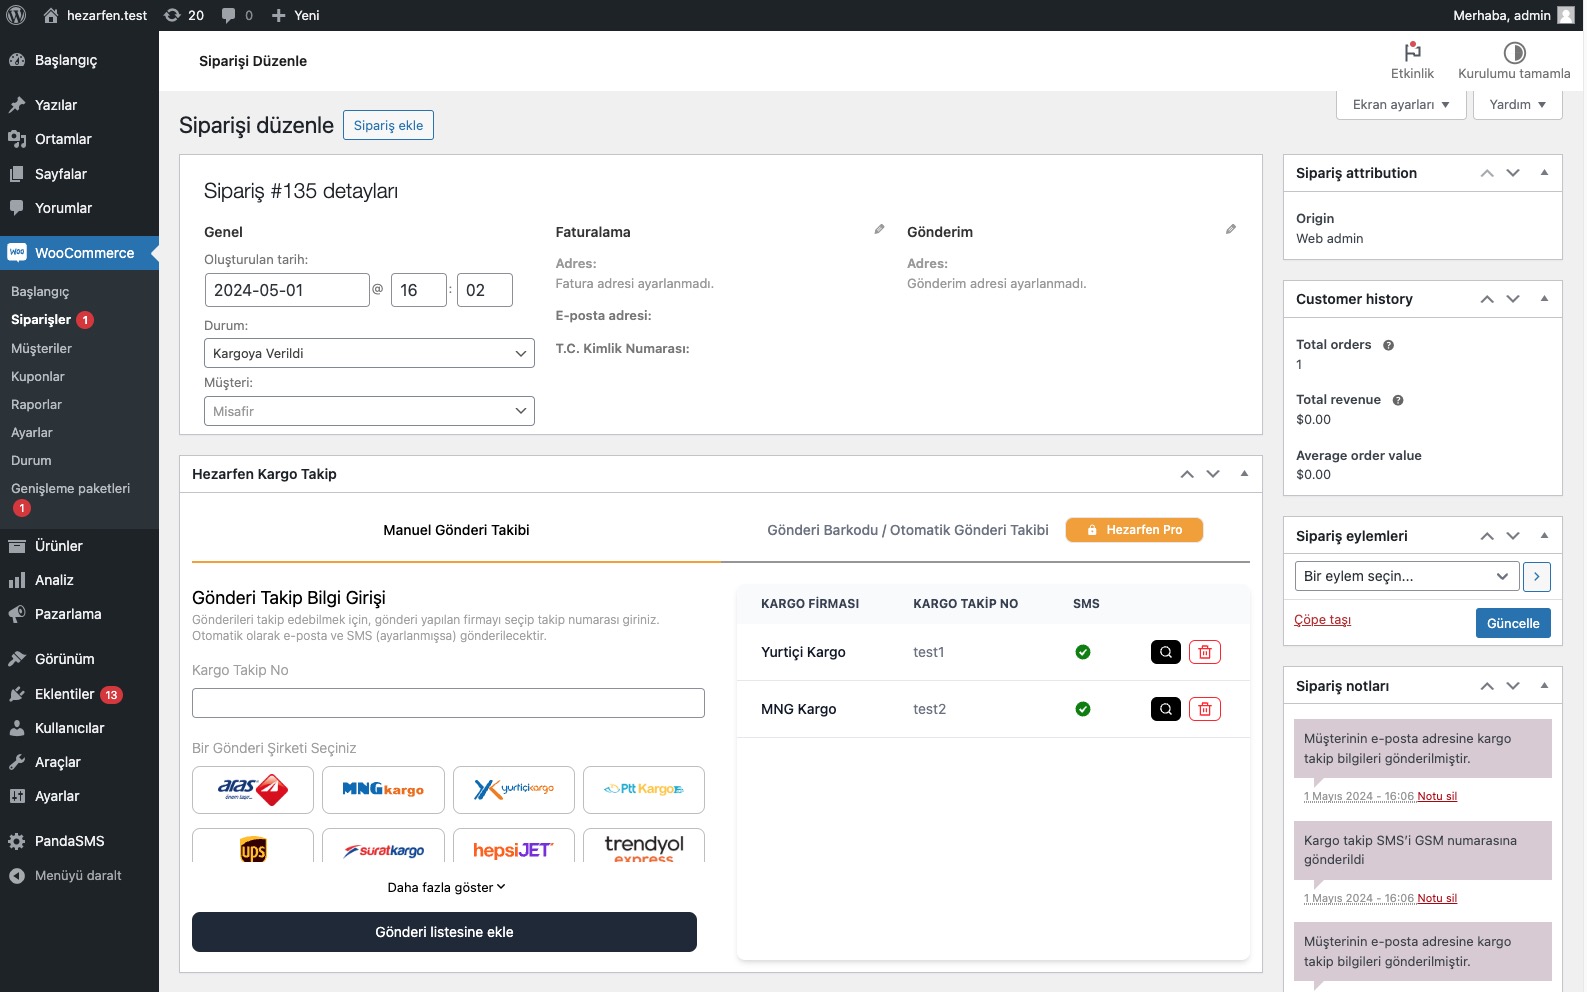 hezarfen.test
20
0
Yeni
Merhaba, admin
Başlangıç
Yazılar
Ortamlar
Sayfalar
Yorumlar
WooCommerce
Başlangıç
Siparişler 1
Müşteriler
Kuponlar
Raporlar
Ayarlar
Durum
Genişleme paketleri
1
Ürünler
Analiz
Pazarlama
Görünüm
Eklentiler 13
Kullanıcılar
Araçlar
Ayarlar
PandaSMS
Menüyü daralt
Siparişi Düzenle
Etkinlik
Kurulumu tamamla
Ekran ayarları
Yardım
Siparişi düzenle
Sipariş ekle
Sipariş #135 detayları
Genel
Oluşturulan tarih:
2024-05-01 @ 16 : 02
Durum:
Kargoya Verildi
Müşteri:
Misafir
Faturalama
Adres:
Fatura adresi ayarlanmadı.
E-posta adresi:
T.C. Kimlik Numarası:
Gönderim
Adres:
Gönderim adresi ayarlanmadı.
Hezarfen Kargo Takip
Manuel Gönderi Takibi
Gönderi Barkodu / Otomatik Gönderi Takibi
Hezarfen Pro
Gönderi Takip Bilgi Girişi
Gönderileri takip edebilmek için, gönderi yapılan firmayı seçip takip numarası giriniz.
Otomatik olarak e-posta ve SMS (ayarlanmışsa) gönderilecektir.
Kargo Takip No
Bir Gönderi Şirketi Seçiniz
aras
MNG kargo
yurtiçi kargo
Ptt Kargo
ups
sürat kargo
hepsiJET
trendyol
express
Daha fazla göster
Gönderi listesine ekle
KARGO FİRMASI
KARGO TAKİP NO
SMS
Yurtiçi Kargo
test1
MNG Kargo
test2
Sipariş attribution
Origin
Web admin
Customer history
Total orders
1
Total revenue
$0.00
Average order value
$0.00
Sipariş eylemleri
Bir eylem seçin...
Çöpe taşı
Güncelle
Sipariş notları
Müşterinin e-posta adresine kargo
takip bilgileri gönderilmiştir.
1 Mayıs 2024 - 16:06 Notu sil
Kargo takip SMS'i GSM numarasına
gönderildi
1 Mayıs 2024 - 16:06 Notu sil
Müşterinin e-posta adresine kargo
takip bilgileri gönderilmiştir.